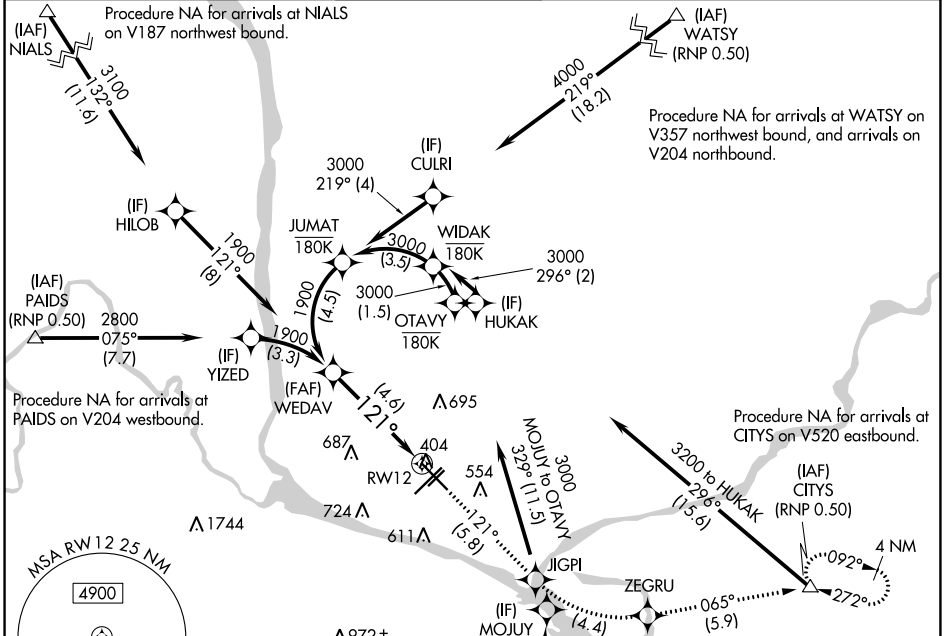 (IAF)
NIALS
Procedure NA for arrivals at NIALS
on V187 northwest bound.
(IAF)
WATSY
(RNP 0.50)
3100
132°
(11.6)
4000
219°
(18.2)
Procedure NA for arrivals at WATSY on
V357 northwest bound, and arrivals on
V204 northbound.
(IF)
CULRI
3000
219° (4)
(IF)
HILOB
JUMAT
180K
WIDAK
180K
3000
(3.5)
3000
296° (2)
1900
121°
(8)
1900
(4.5)
3000
(1.5)
OTAVY
180K
(IF)
HUKAK
(IAF)
PAIDS
(RNP 0.50)
2800
075°
(7.7)
1900
(3.3)
(IF)
YIZED
(FAF)
WEDAV
(4.6)
121°
Procedure NA for arrivals at
PAIDS on V204 westbound.
695
Procedure NA for arrivals at
CITYS on V520 eastbound.
687
404
RW12
554
3000
MOJUY to OTAVY
329° (11.5)
3200 to HUKAK
296°
(15.6)
(IAF)
CITYS
(RNP 0.50)
724
1744
611
121°
(5.8)
4 NM
092°
272°
MSA RW12 25 NM
4900
JIGPI
ZEGRU
(IF)
MOJUY
(4.4)
065°
(5.9)
972±